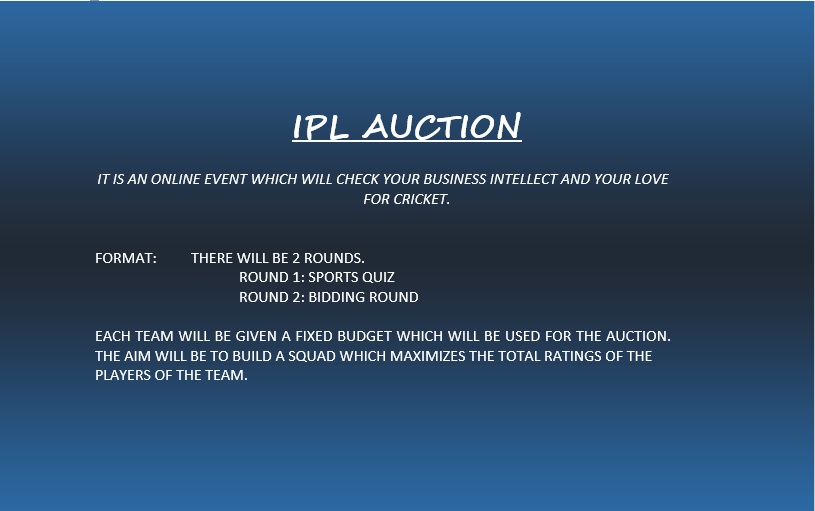 IPL AUCTION
IT IS AN ONLINE EVENT WHICH WILL CHECK YOUR BUSINESS INTELLECT AND YOUR LOVE
FOR CRICKET.
FORMAT: THERE WILL BE 2 ROUNDS.
ROUND 1: SPORTS QUIZ
ROUND 2: BIDDING ROUND
EACH TEAM WILL BE GIVEN A FIXED BUDGET WHICH WILL BE USED FOR THE AUCTION.
THE AIM WILL BE TO BUILD A SQUAD WHICH MAXIMIZES THE TOTAL RATINGS OF THE
PLAYERS OF THE TEAM.